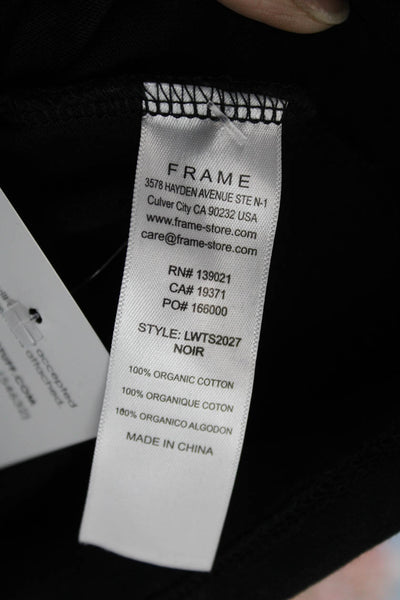 FRAME
3578 HAYDEN AVENUE STE N-1
Culver City CA 90232 USA
www.frame-store.com
care@frame-store.com
RN# 139021
CA# 19371
PO# 166000
STYLE: LWTS2027
NOIR
100% ORGANIC COTTON
100% ORGANIQUE COTON
100% ORGANICO ALGODON
MADE IN CHINA
accepted
attached.